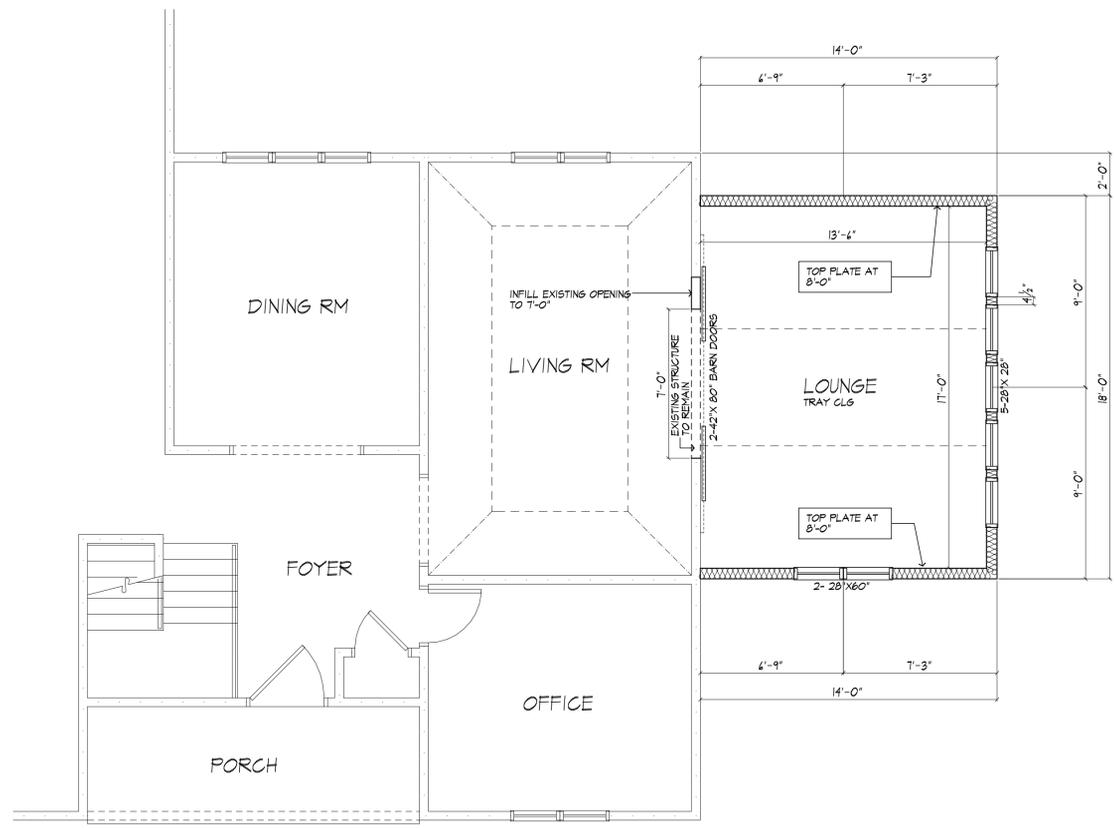 14'-0"
6'-9"
7'-3"
2'-0"
13'-6"
TOP PLATE AT
8'-0"
4½"
9'-0"
DINING RM
INFILL EXISTING OPENING
TO 7'-0"
LIVING RM
7'-0"
EXISTING STRUCTURE
TO REMAIN
2-42"X 80" BARN DOORS
LOUNGE
TRAY CLG
17'-0"
5-28"X 28"
18'-0"
9'-0"
TOP PLATE AT
8'-0"
FOYER
2- 28"X60"
6'-9"
7'-3"
14'-0"
OFFICE
PORCH